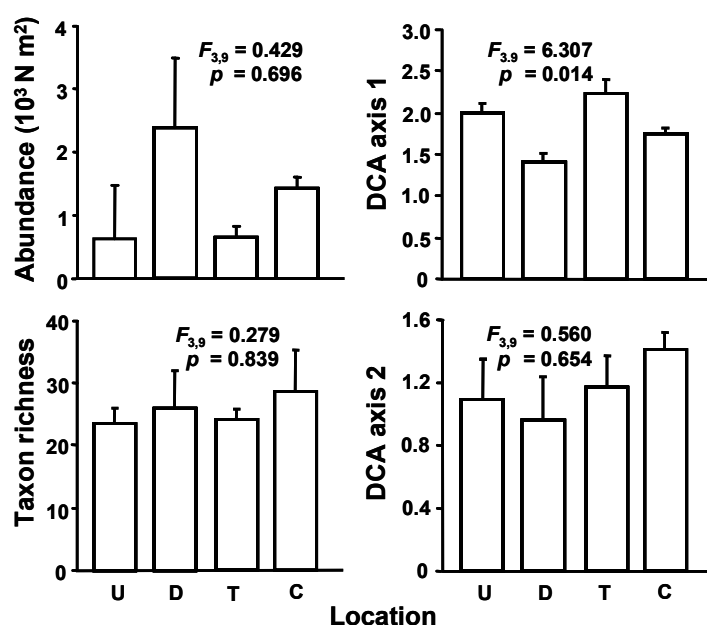 Abundance (10³ N m²)
4
3
2
1
0
F3,9 = 0.429
p = 0.696
DCA axis 1
3.0
2.5
2.0
1.5
1.0
0.5
0
F3.9 = 6.307
p = 0.014
Taxon richness
40
30
20
10
0
F3,9 = 0.279
p = 0.839
U D T C
DCA axis 2
1.6
1.2
0.8
0.4
0
F3,9 = 0.560
p = 0.654
U D T C
Location